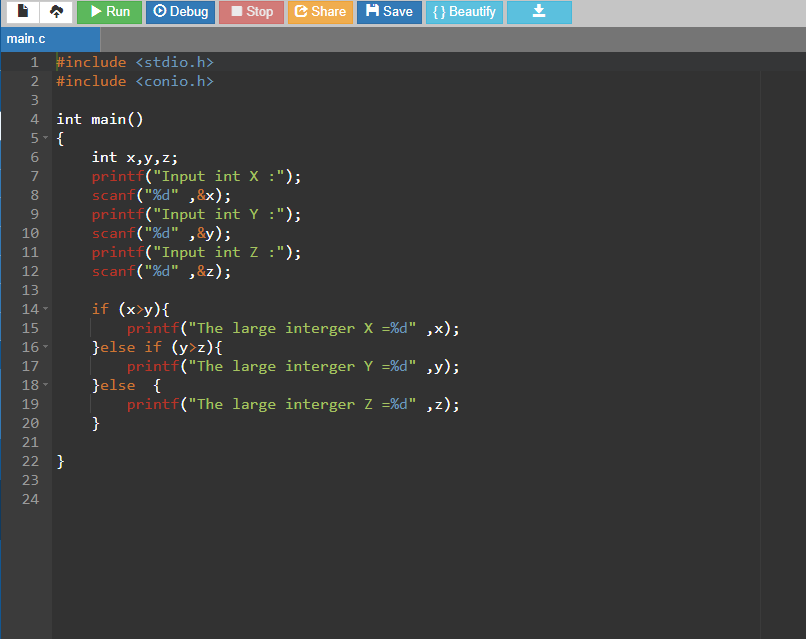 Run Debug Stop Share Save { } Beautify
main.c
1 #include <stdio.h>
2 #include <conio.h>
3
4 int main()
5 {
6     int x,y,z;
7     printf("Input int X :");
8     scanf("%d" ,&x);
9     printf("Input int Y :");
10     scanf("%d" ,&y);
11     printf("Input int Z :");
12     scanf("%d" ,&z);
13
14     if (x>y){
15         printf("The large interger X =%d" ,x);
16     }else if (y>z){
17         printf("The large interger Y =%d" ,y);
18     }else  {
19         printf("The large interger Z =%d" ,z);
20     }
21
22 }
23
24